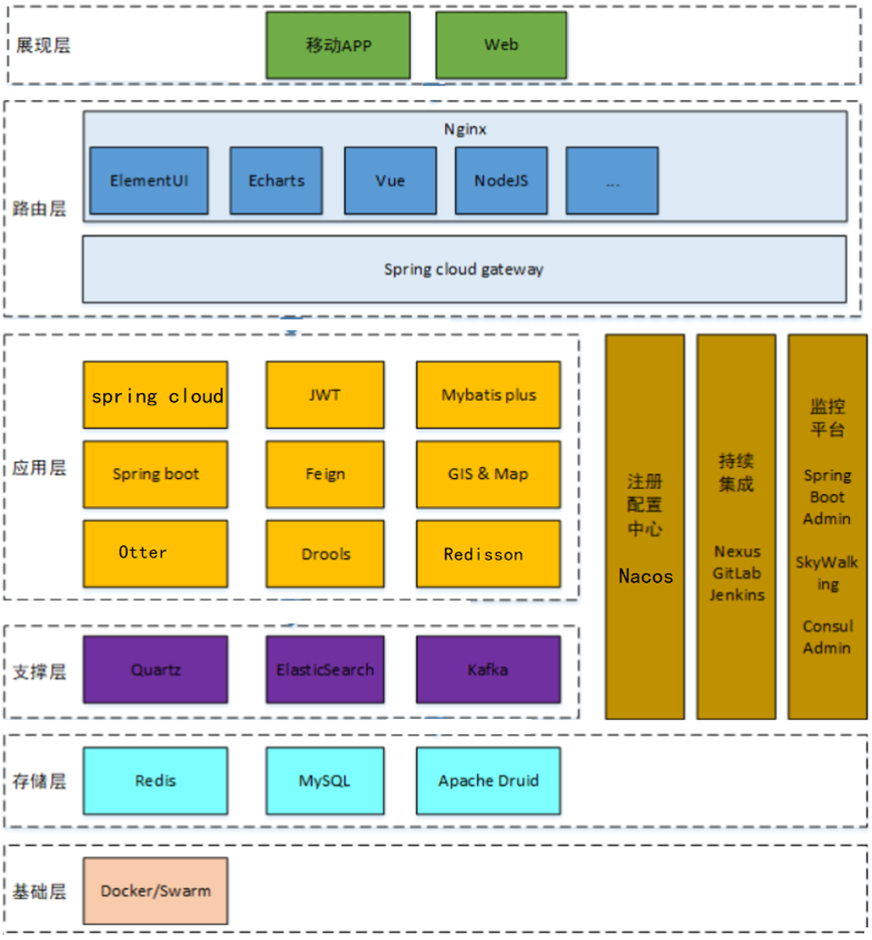 展现层
移动APP
Web
路由层
Nginx
ElementUI
Echarts
Vue
NodeJS
...
Spring cloud gateway
应用层
spring cloud
JWT
Mybatis plus
Spring boot
Feign
GIS & Map
Otter
Drools
Redisson
注册
配置
中心
Nacos
持续
集成
Nexus
GitLab
Jenkins
监控
平台
Spring
Boot
Admin
SkyWalk
ing
Consul
Admin
支撑层
Quartz
ElasticSearch
Kafka
存储层
Redis
MySQL
Apache Druid
基础层
Docker/Swarm